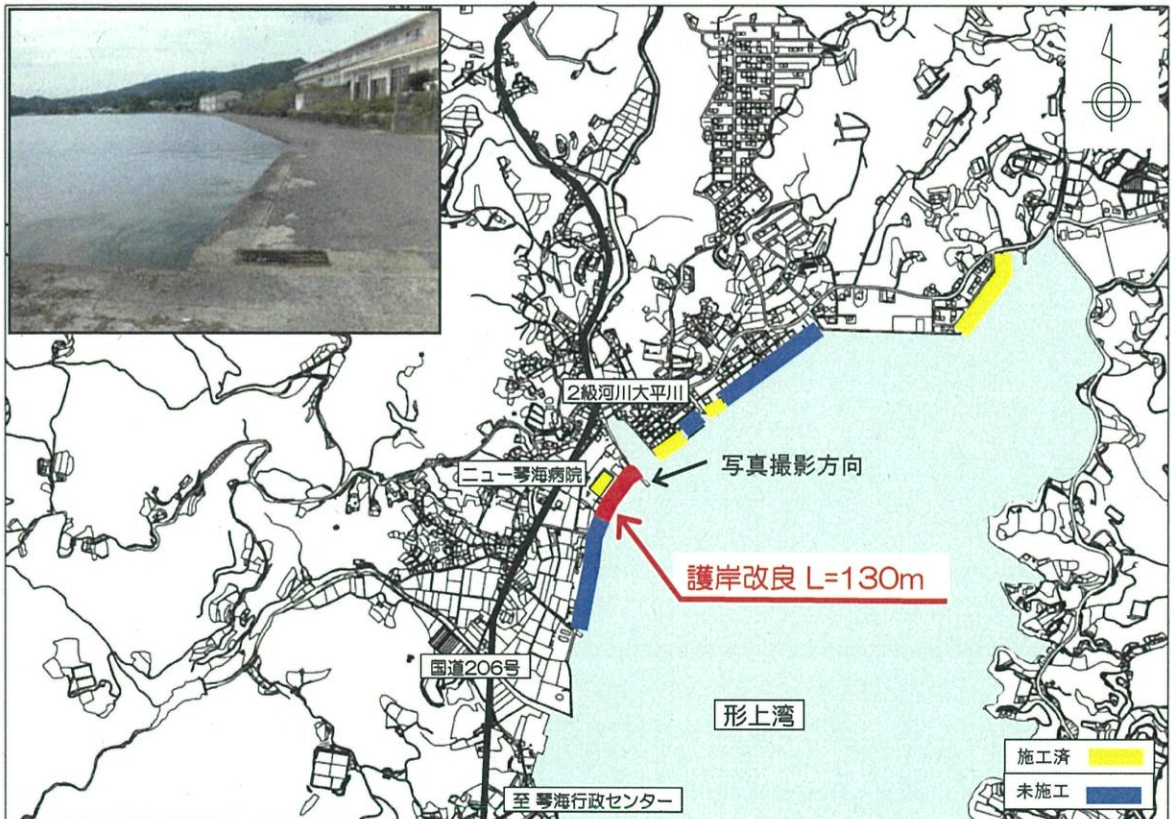 2級河川大平川
ニュー琴海病院
写真撮影方向
護岸改良 L=130m
国道206号
形上湾
施工済
未施工
至 琴海行政センター